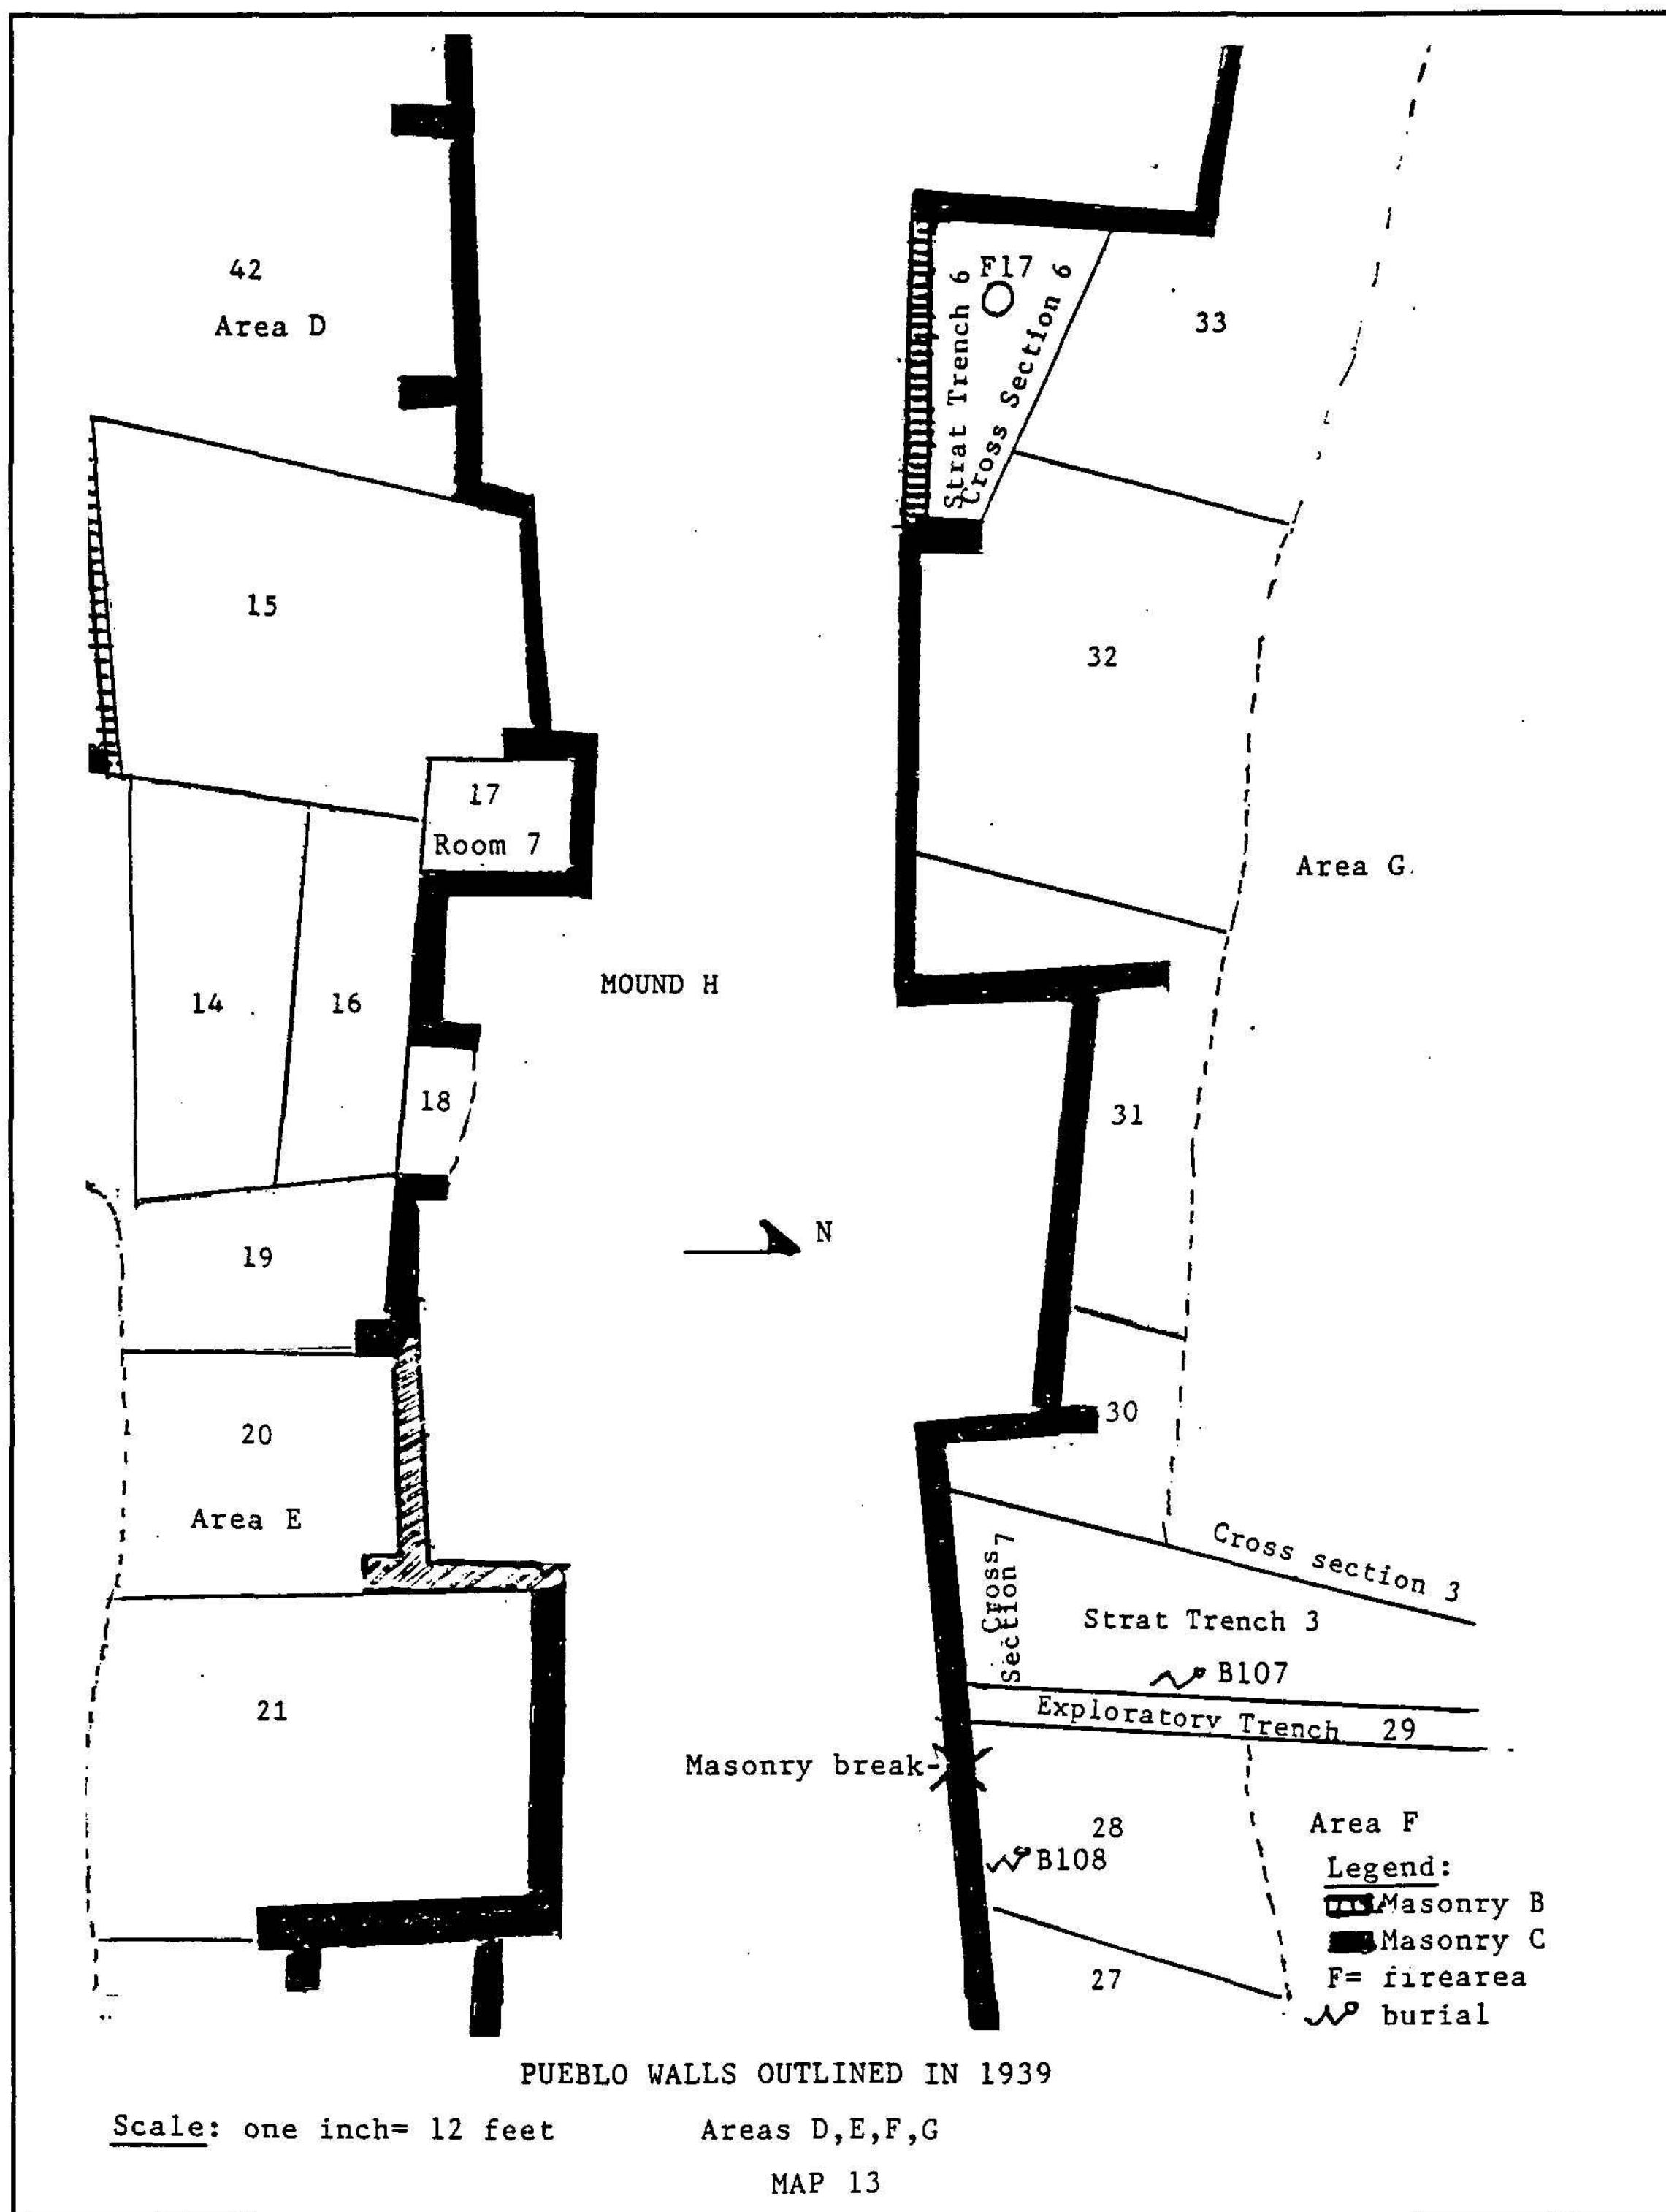 42
Area D
15
17
Room 7
14
16
18
19
20
Area E
21
MOUND H
N
F17
Strat Trench 6
Cross Section 6
33
32
Area G
31
30
Cross section 3
Cross
Section 7
Strat Trench 3
B107
Exploratory Trench 29
Masonry break
28
B108
27
Area F
Legend:
Masonry B
Masonry C
F= firearea
burial
PUEBLO WALLS OUTLINED IN 1939
Scale: one inch= 12 feet
Areas D,E,F,G
MAP 13